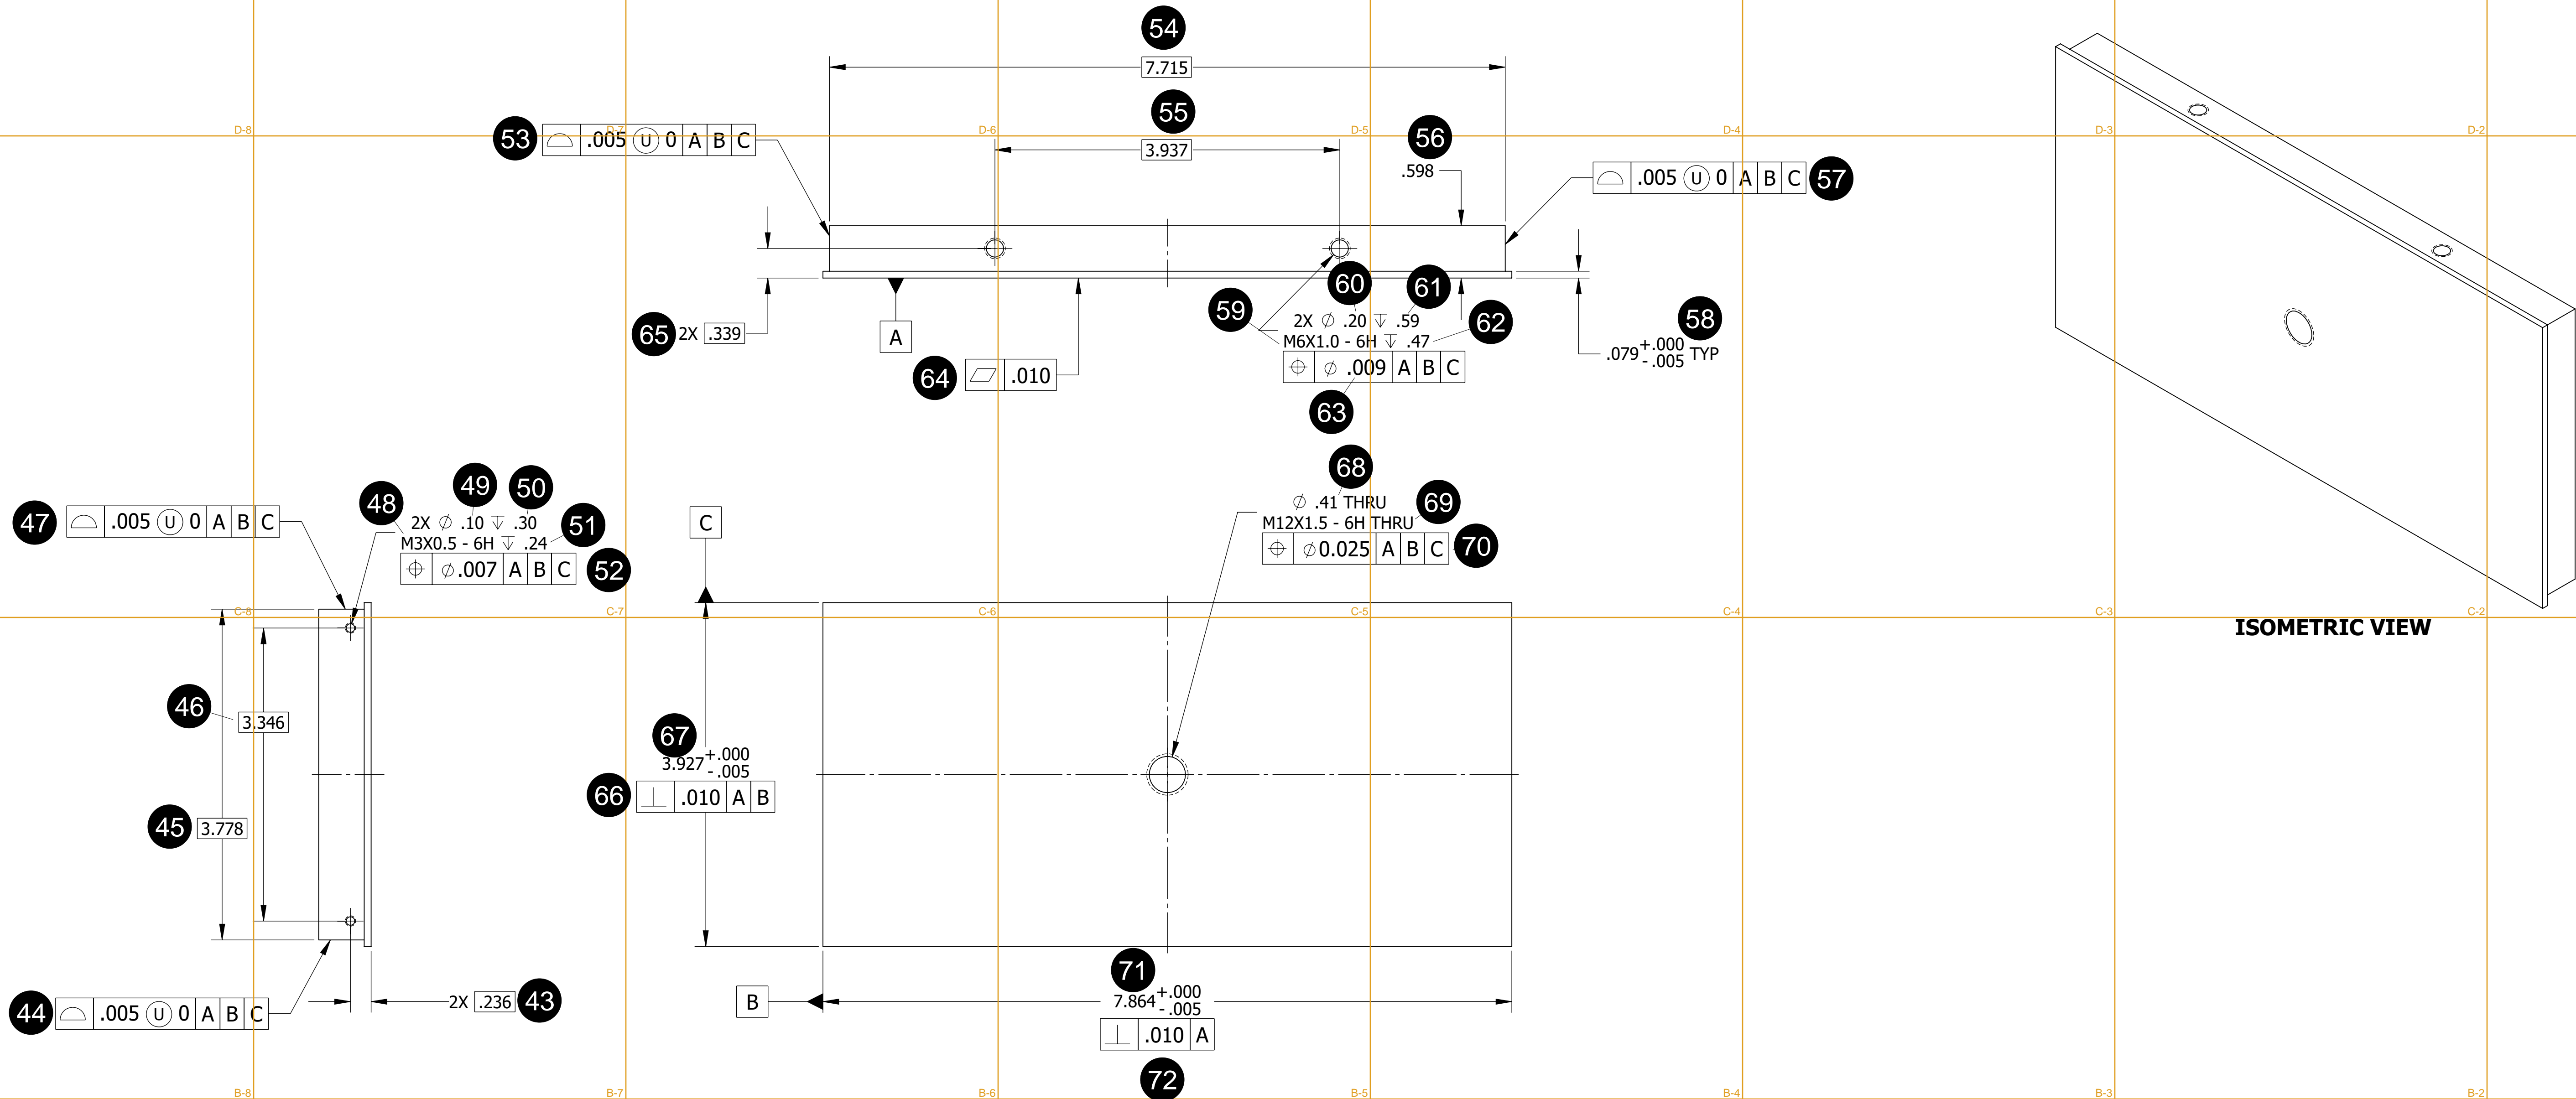 54
7.715
55
D-8
D-7
D-6
D-5
D-4
D-3
D-2
53 ⌓ .005 Ⓤ 0 A B C
3.937
56
.598
⌓ .005 Ⓤ 0 A B C 57
60
61
59
2X ∅ .20 ↧ .59
62
M6X1.0 - 6H ↧ .47
⌖ ∅ .009 A B C
63
58
.079 +.000 -.005 TYP
65 2X .339
A
64 ⏥ .010
47 ⌓ .005 Ⓤ 0 A B C
48
49
50
2X ∅ .10 ↧ .30
51
M3X0.5 - 6H ↧ .24
⌖ ∅.007 A B C 52
C
68
∅ .41 THRU
69
M12X1.5 - 6H THRU
⌖ ∅0.025 A B C 70
C-8
C-7
C-6
C-5
C-4
C-3
C-2
ISOMETRIC VIEW
46
3.346
67
3.927 +.000 -.005
66 ⟂ .010 A B
45 3.778
71
7.864 +.000 -.005
B
⟂ .010 A
72
44 ⌓ .005 Ⓤ 0 A B C
2X .236 43
B-8
B-7
B-6
B-5
B-4
B-3
B-2